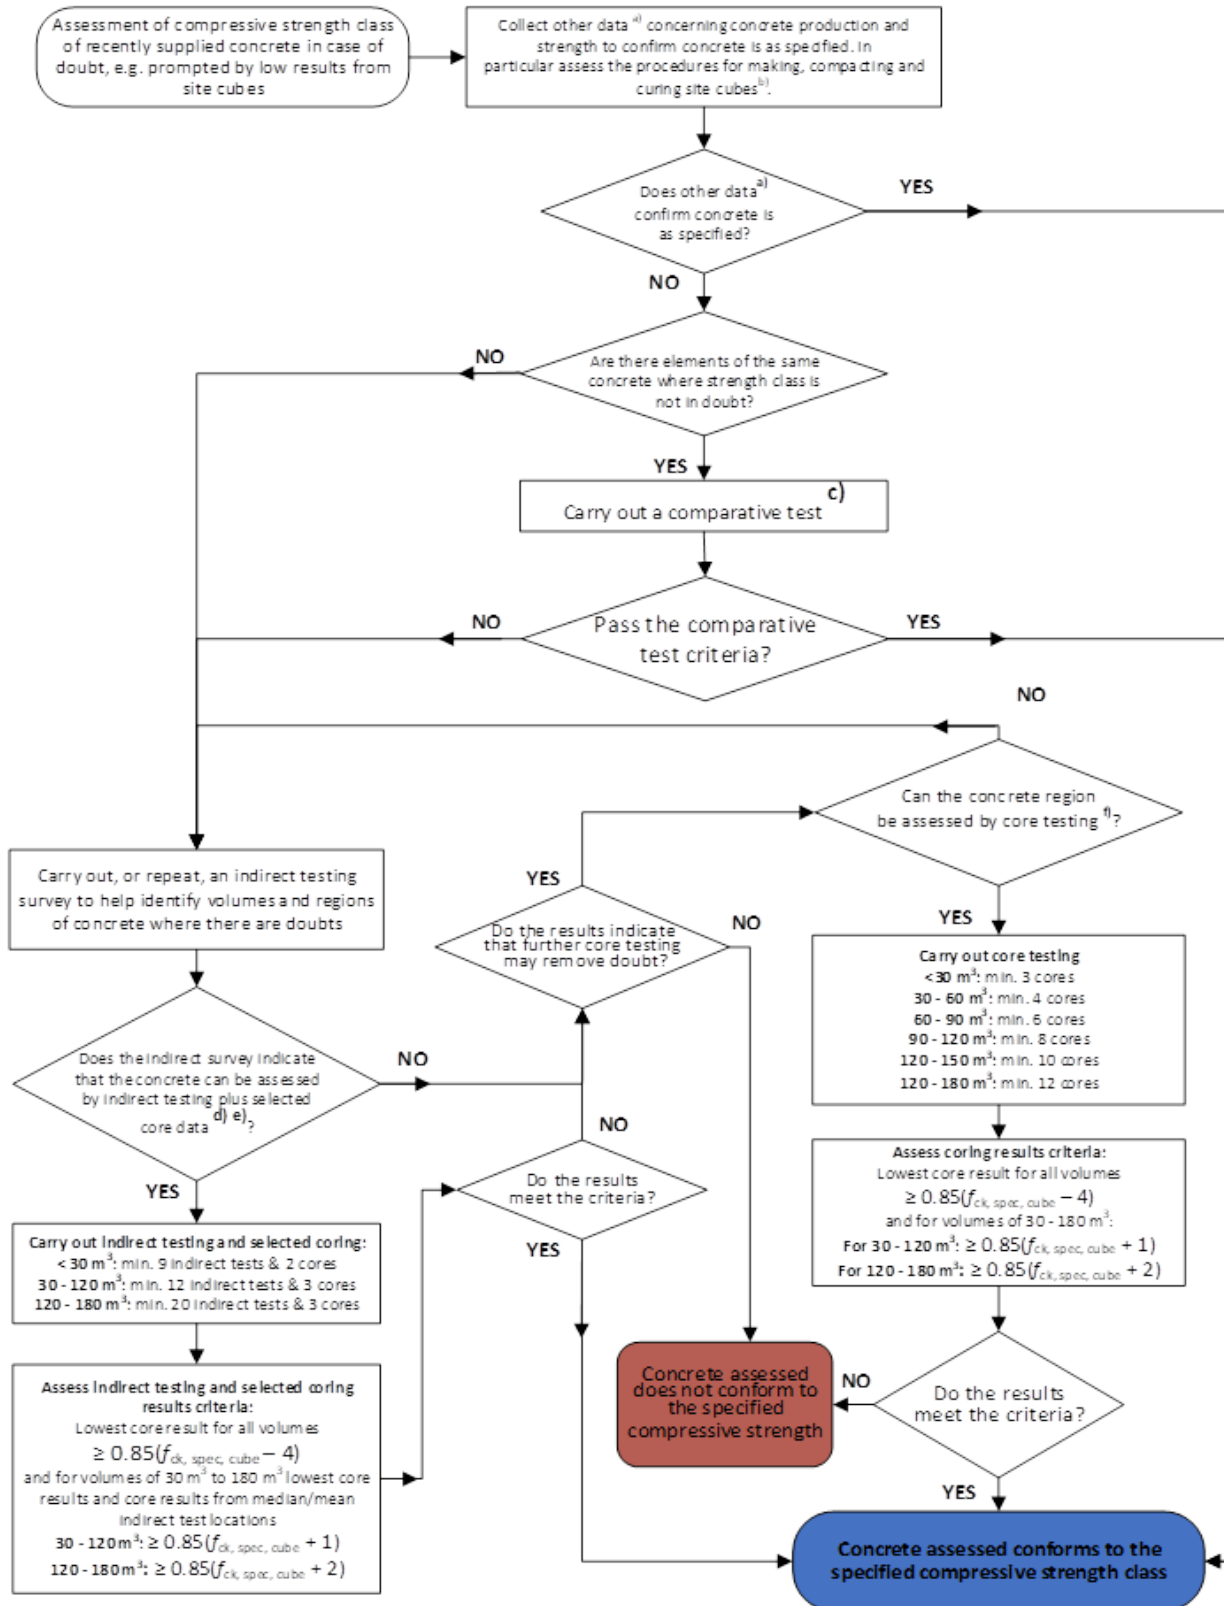 Assessment of compressive strength class
of recently supplied concrete in case of
doubt, e.g. prompted by low results from
site cubes
Collect other data a) concerning concrete production and
strength to confirm concrete is as specified. In
particular assess the procedures for making, compacting and
curing site cubes b).
Does other data a)
confirm concrete is
as specified?
YES
NO
Are there elements of the same
concrete where strength class is
not in doubt?
NO
YES
Carry out a comparative test c)
Pass the comparative
test criteria?
NO
YES
NO
Can the concrete region
be assessed by core testing f)?
YES
Carry out, or repeat, an indirect testing
survey to help identify volumes and regions
of concrete where there are doubts
YES
Do the results indicate
that further core testing
may remove doubt?
NO
Carry out core testing
<30 m³: min. 3 cores
30 - 60 m³: min. 4 cores
60 - 90 m³: min. 6 cores
90 - 120 m³: min. 8 cores
120 - 150 m³: min. 10 cores
120 - 180 m³: min. 12 cores
Does the indirect survey indicate
that the concrete can be assessed
by indirect testing plus selected
core data d) e)?
NO
YES
NO
Do the results
meet the criteria?
YES
Assess coring results criteria:
Lowest core result for all volumes
≥ 0.85(fck, spec, cube − 4)
and for volumes of 30 - 180 m³:
For 30 - 120 m³: ≥ 0.85(fck, spec, cube + 1)
For 120 - 180 m³: ≥ 0.85(fck, spec, cube + 2)
Carry out indirect testing and selected coring:
< 30 m³: min. 9 indirect tests & 2 cores
30 - 120 m³: min. 12 indirect tests & 3 cores
120 - 180 m³: min. 20 indirect tests & 3 cores
Assess indirect testing and selected coring
results criteria:
Lowest core result for all volumes
≥ 0.85(fck, spec, cube − 4)
and for volumes of 30 m³ to 180 m³ lowest core
results and core results from median/mean
indirect test locations
30 - 120 m³: ≥ 0.85(fck, spec, cube + 1)
120 - 180 m³: ≥ 0.85(fck, spec, cube + 2)
Concrete assessed
does not conform to
the specified
compressive strength
NO
Do the results
meet the criteria?
YES
Concrete assessed conforms to the
specified compressive strength class